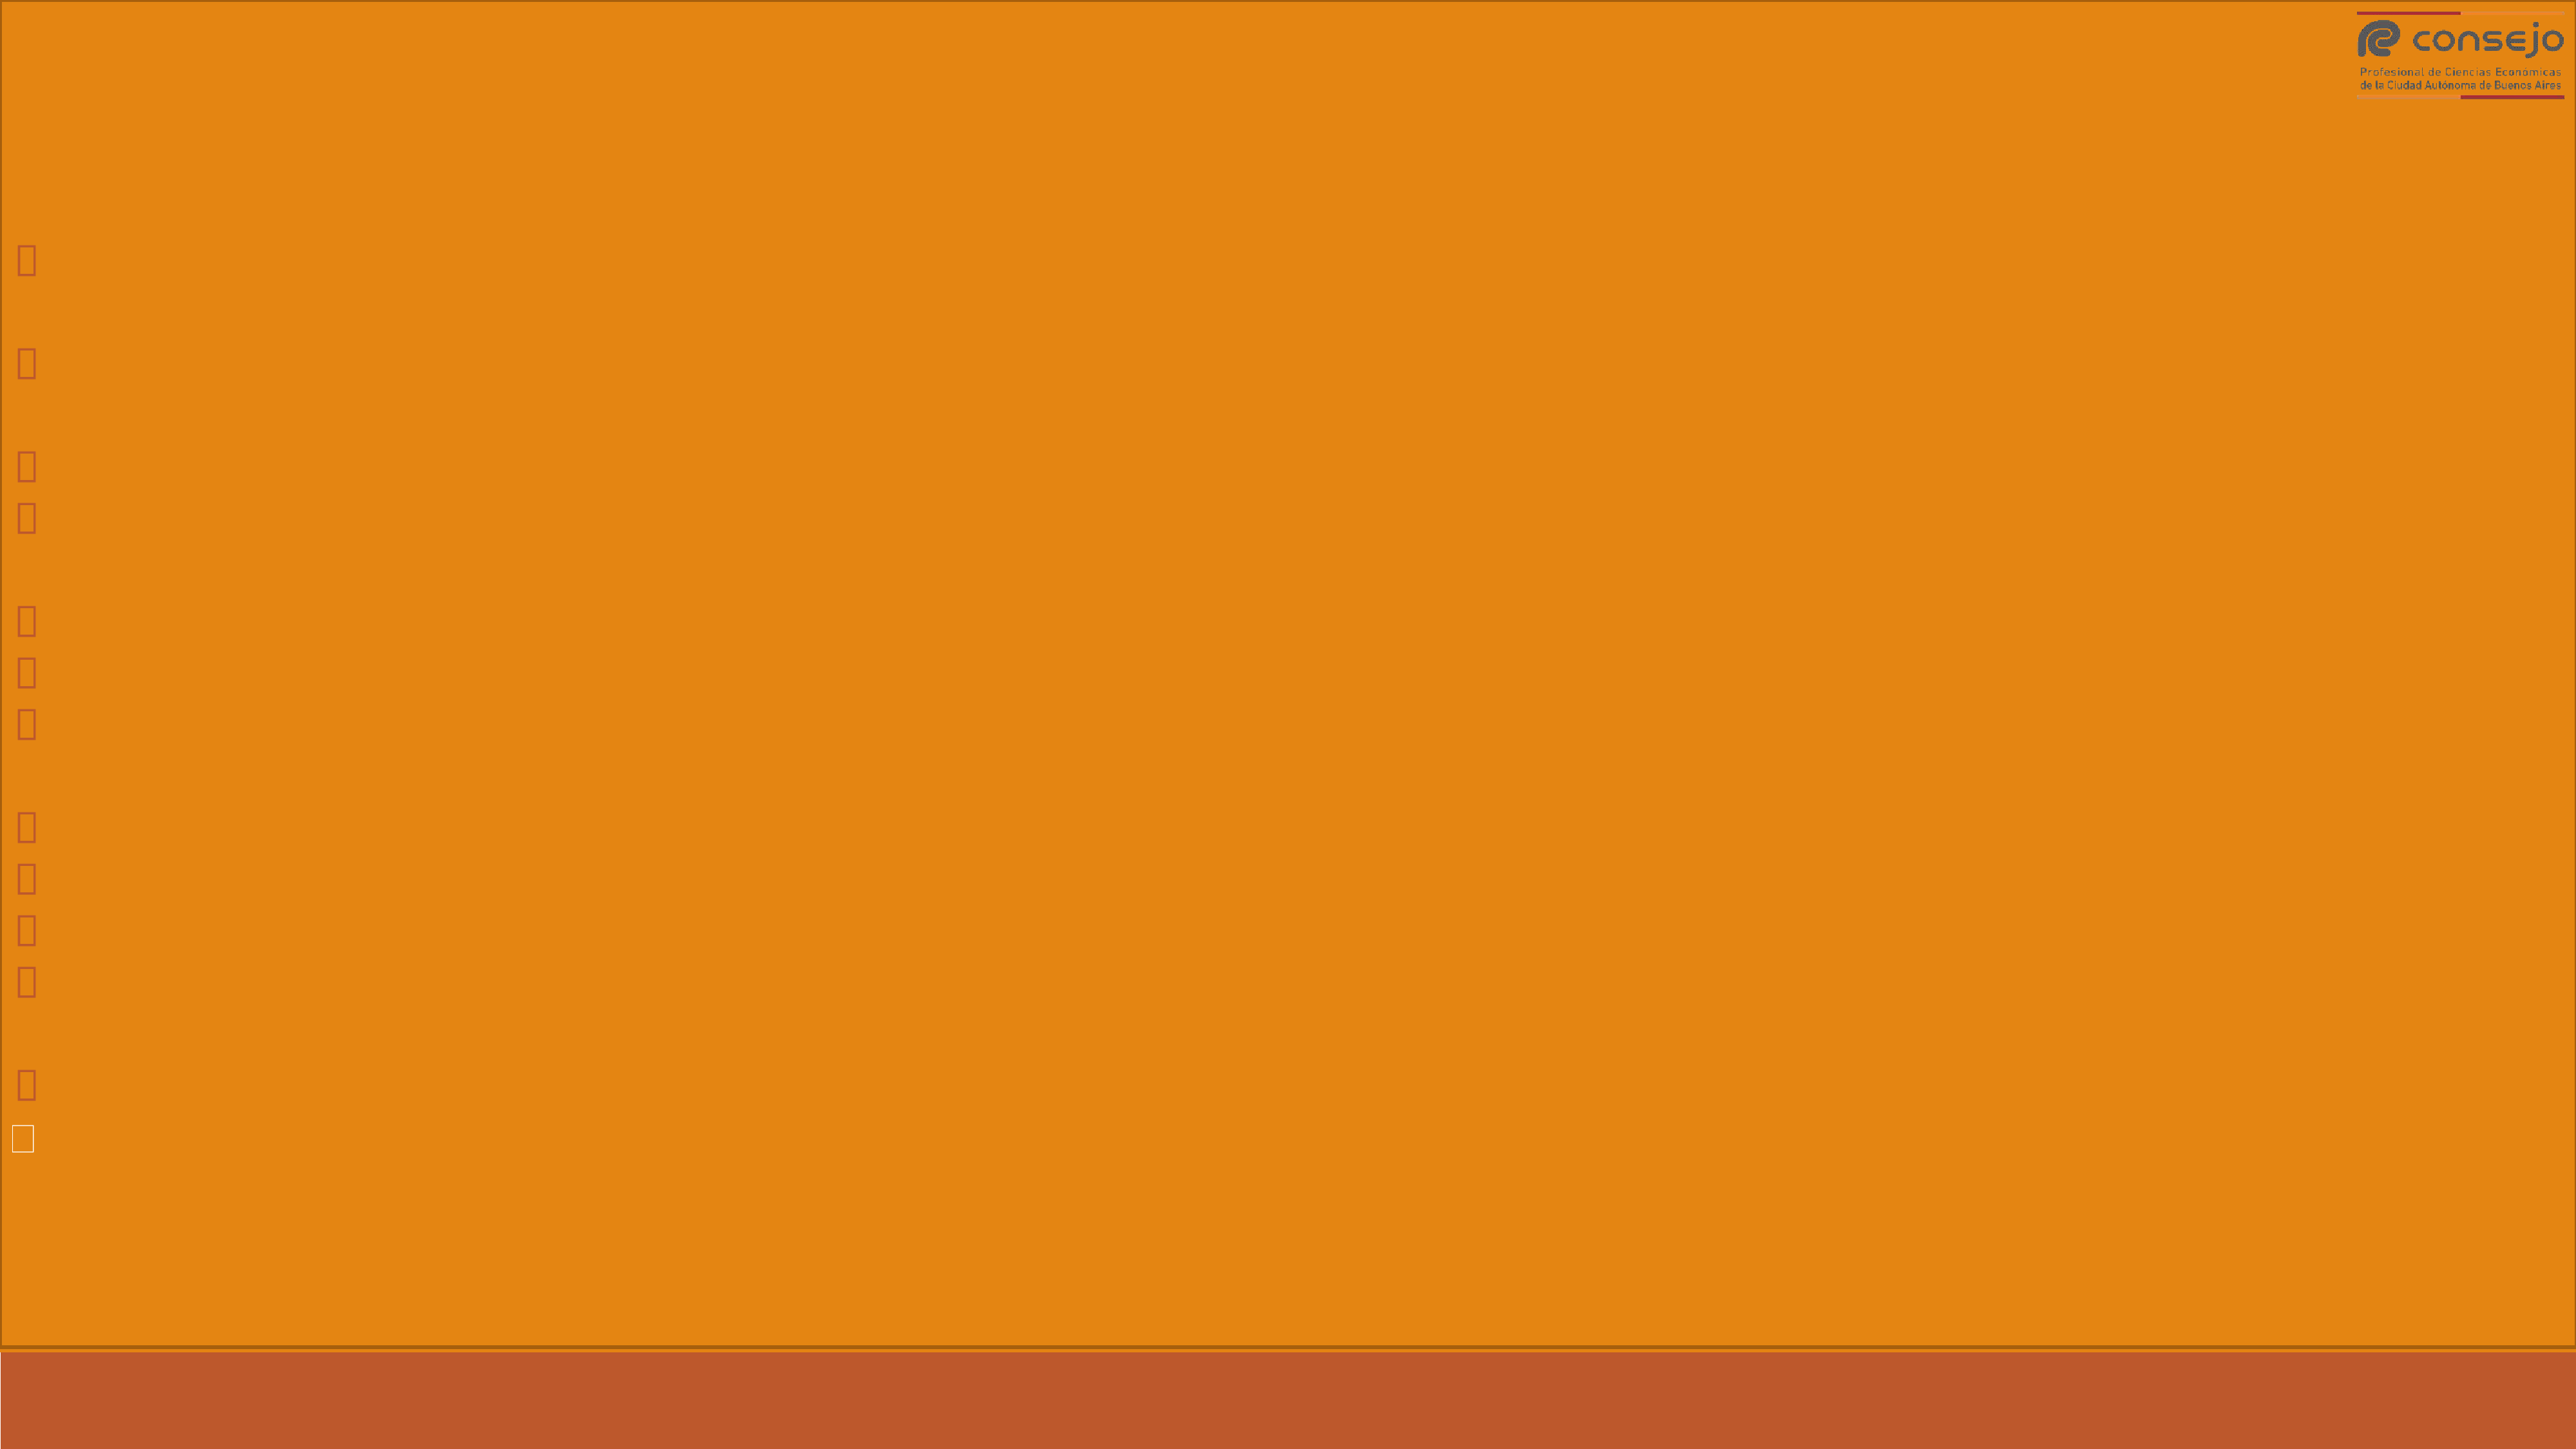 consejo
Profesional de Ciencias Económicas
de la Ciudad Autónoma de Buenos Aires